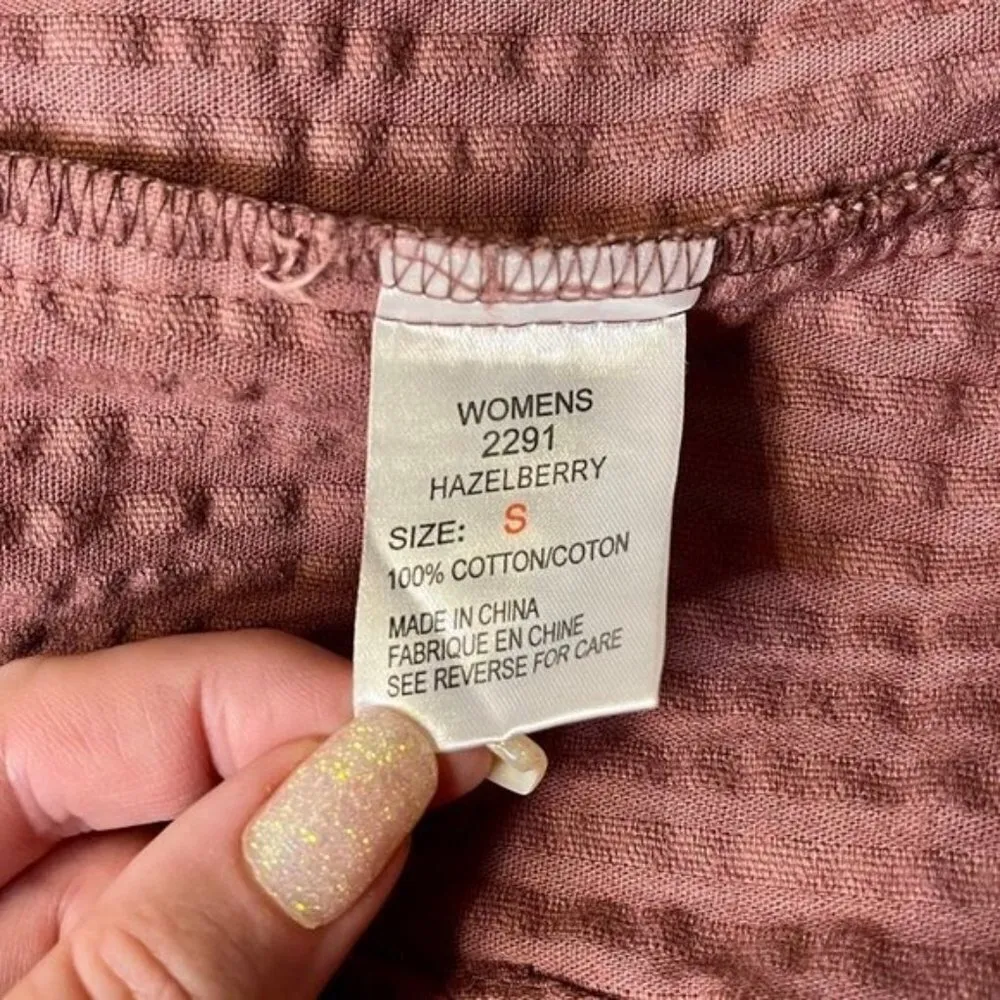 WOMENS
2291
HAZELBERRY
SIZE: S
100% COTTON/COTON
MADE IN CHINA
FABRIQUE EN CHINE
SEE REVERSE FOR CARE